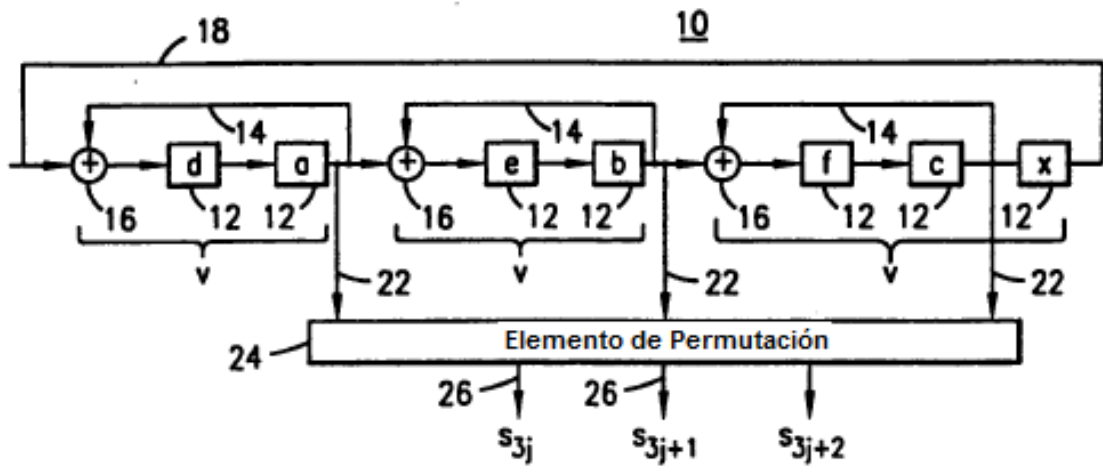 18 10
14 14 14
+ d a + e b + f c x
16 12 12 16 12 12 16 12 12 12
v v v
22 22 22
24 Elemento de Permutación
26 26
s3j s3j+1 s3j+2